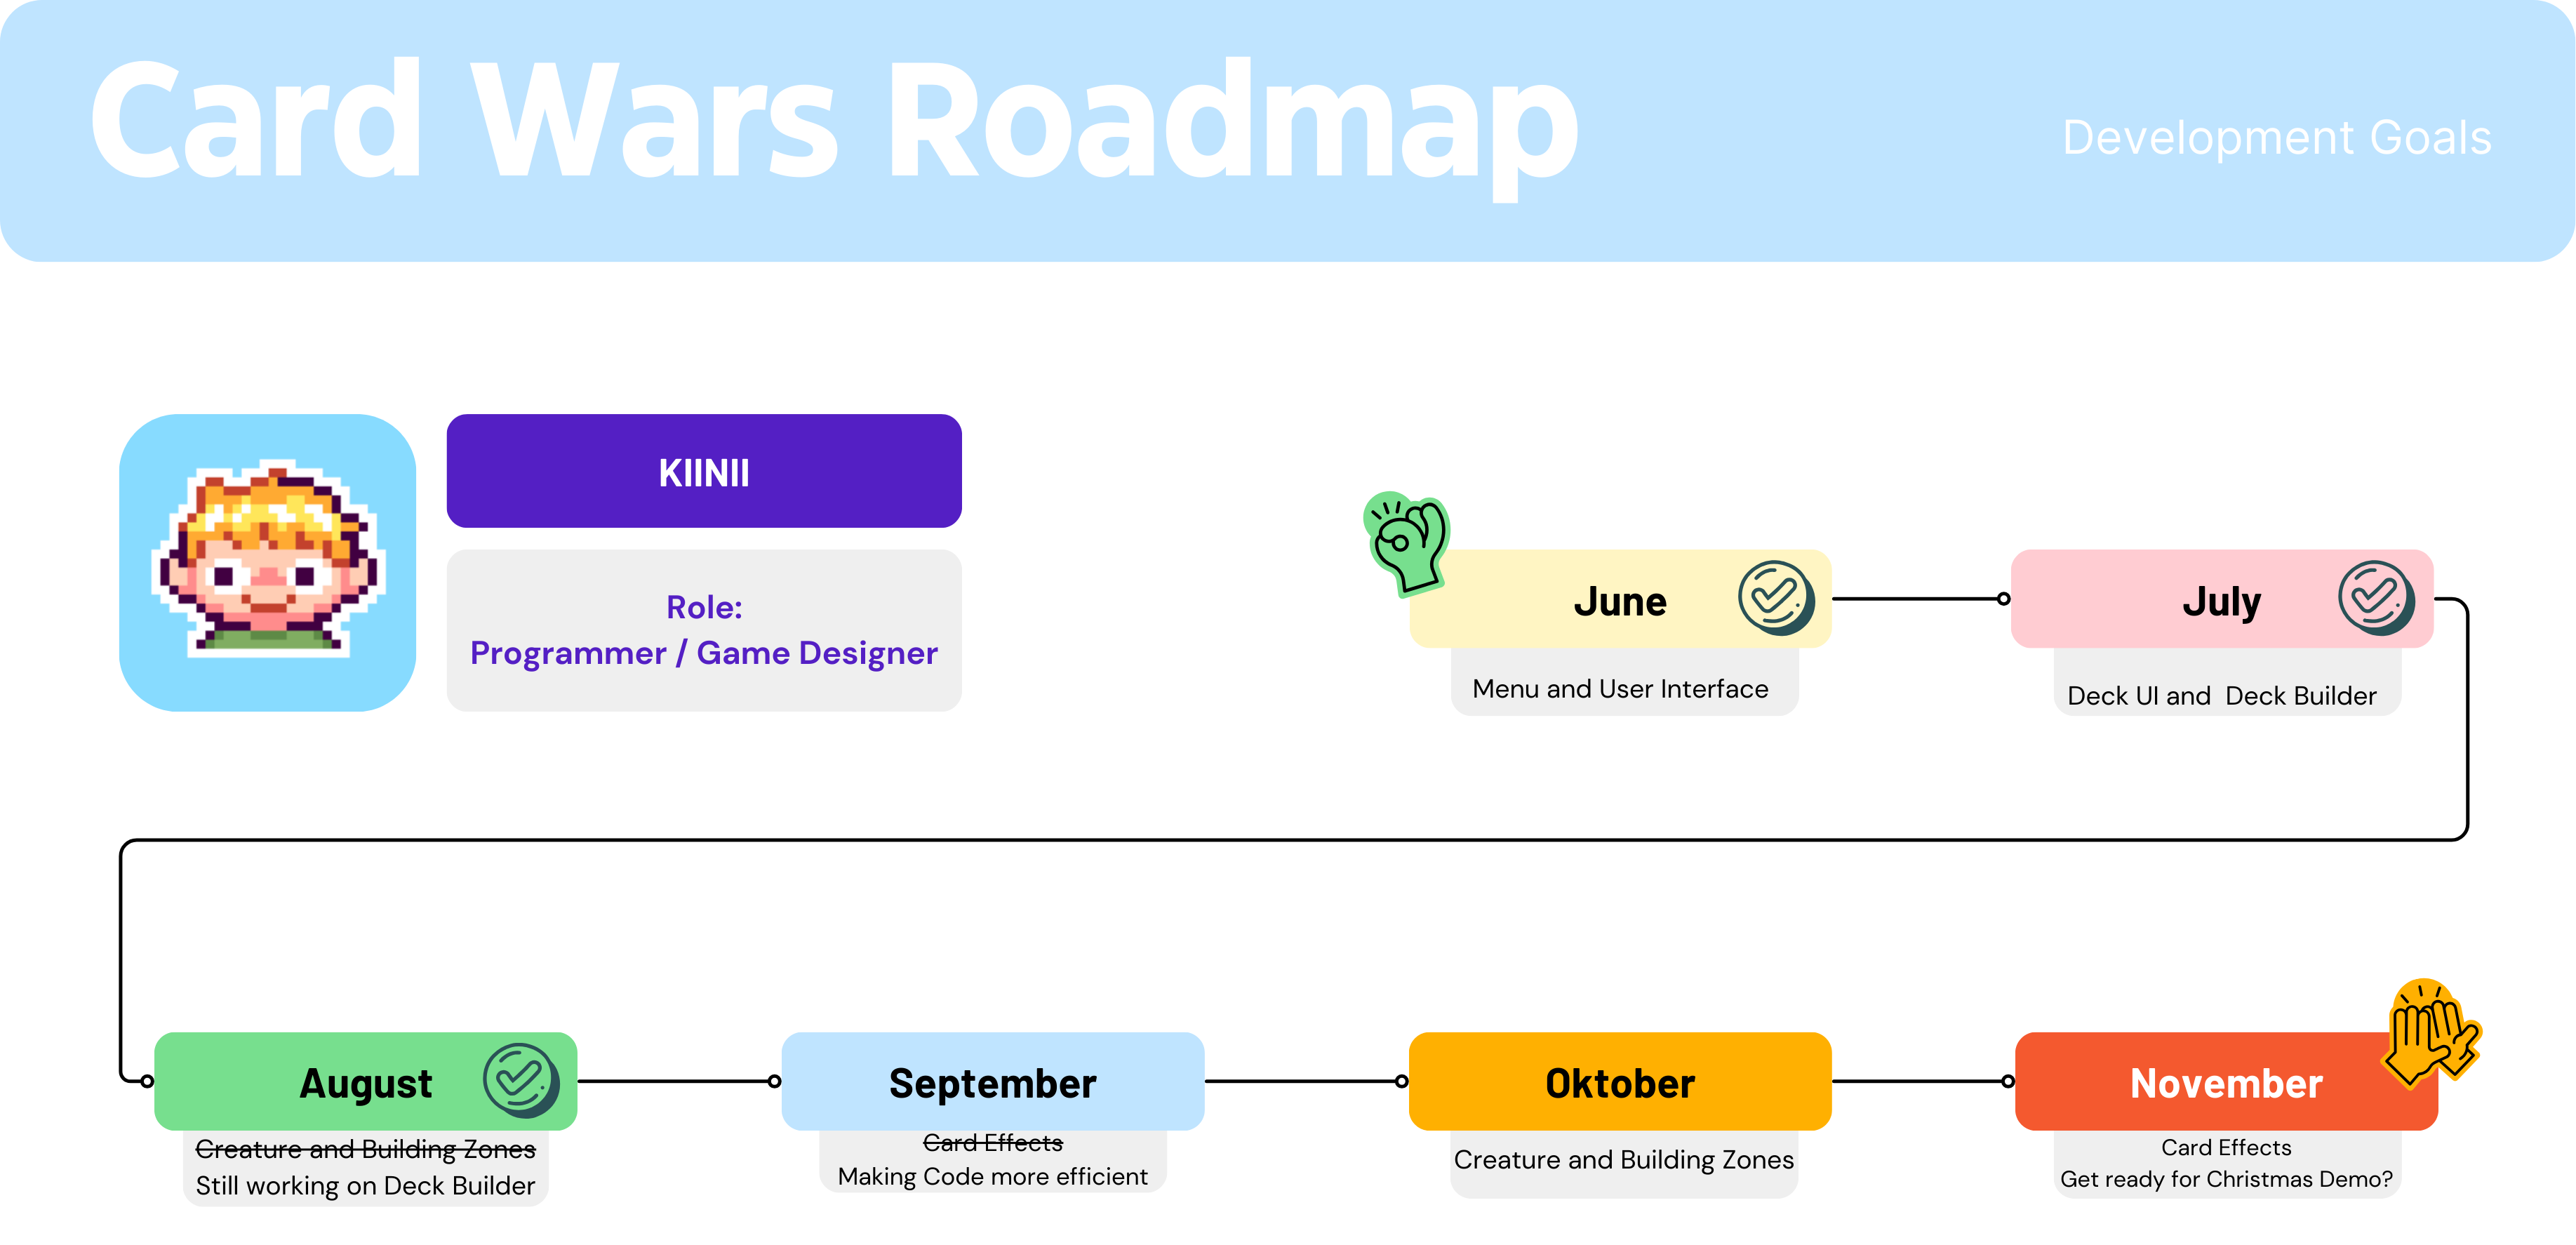 Card Wars Roadmap
Development Goals
KIINII
Role:
Programmer / Game Designer
June
Menu and User Interface
July
Deck UI and  Deck Builder
August
Creature and Building Zones
Still working on Deck Builder
September
Card Effects
Making Code more efficient
Oktober
Creature and Building Zones
November
Card Effects
Get ready for Christmas Demo?